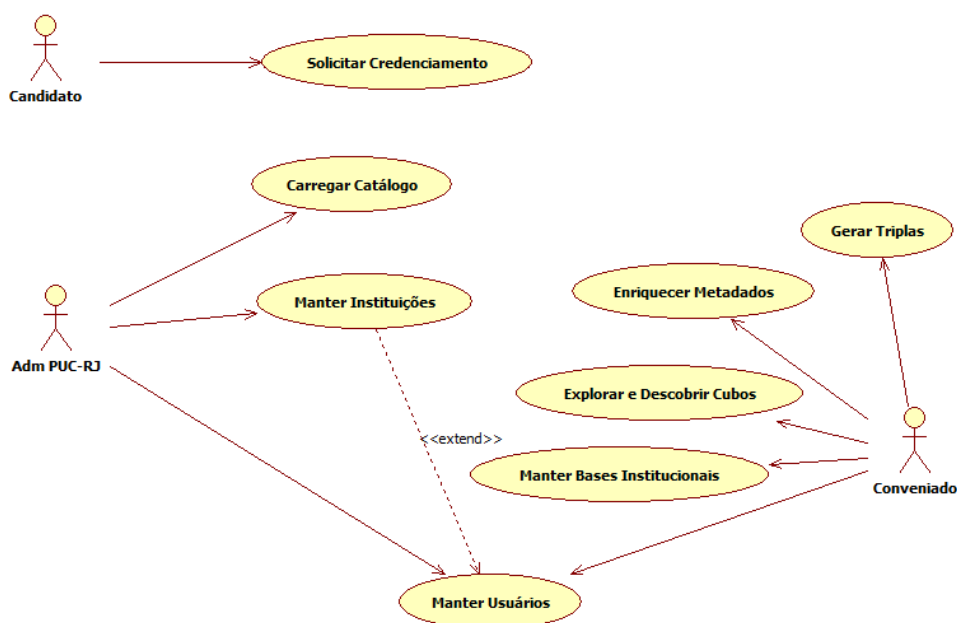 Solicitar Credenciamento
Candidato
Carregar Catálogo
Gerar Triplas
Enriquecer Metadados
Manter Instituições
Adm PUC-RJ
Explorar e Descobrir Cubos
<<extend>>
Manter Bases Institucionais
Conveniado
Manter Usuários